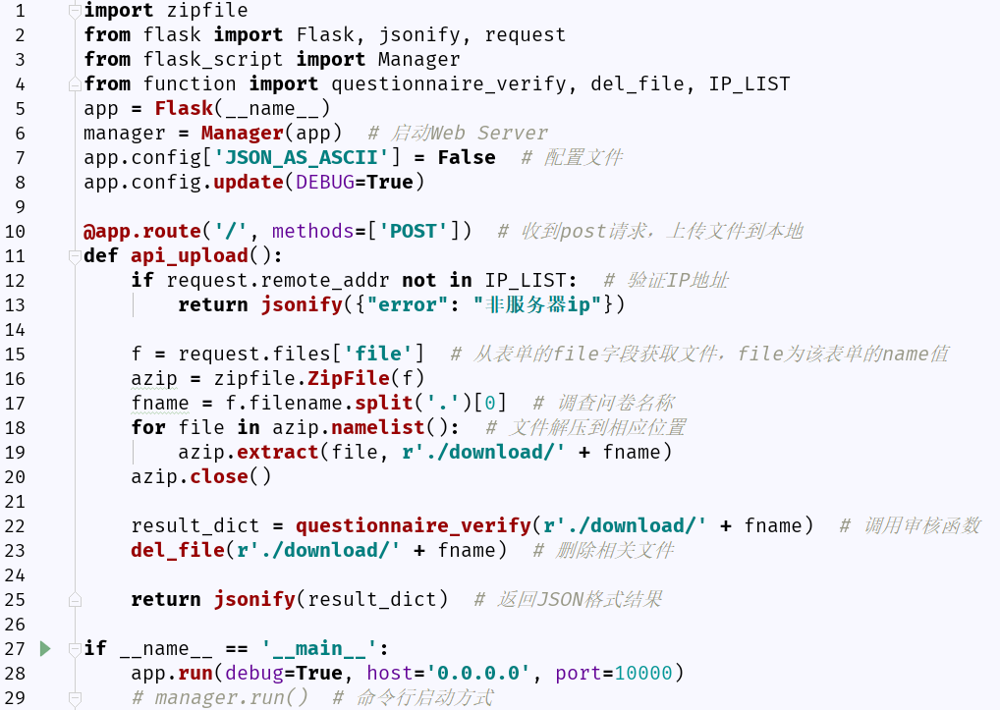 1 import zipfile
2 from flask import Flask, jsonify, request
3 from flask_script import Manager
4 from function import questionnaire_verify, del_file, IP_LIST
5 app = Flask(__name__)
6 manager = Manager(app)  # 启动Web Server
7 app.config['JSON_AS_ASCII'] = False  # 配置文件
8 app.config.update(DEBUG=True)
9
10 @app.route('/', methods=['POST'])  # 收到post请求，上传文件到本地
11 def api_upload():
12     if request.remote_addr not in IP_LIST:  # 验证IP地址
13         return jsonify({"error": "非服务器ip"})
14
15     f = request.files['file']  # 从表单的file字段获取文件，file为该表单的name值
16     azip = zipfile.ZipFile(f)
17     fname = f.filename.split('.')[0]  # 调查问卷名称
18     for file in azip.namelist():  # 文件解压到相应位置
19         azip.extract(file, r'./download/' + fname)
20     azip.close()
21
22     result_dict = questionnaire_verify(r'./download/' + fname)  # 调用审核函数
23     del_file(r'./download/' + fname)  # 删除相关文件
24
25     return jsonify(result_dict)  # 返回JSON格式结果
26
27 if __name__ == '__main__':
28     app.run(debug=True, host='0.0.0.0', port=10000)
29     # manager.run()  # 命令行启动方式